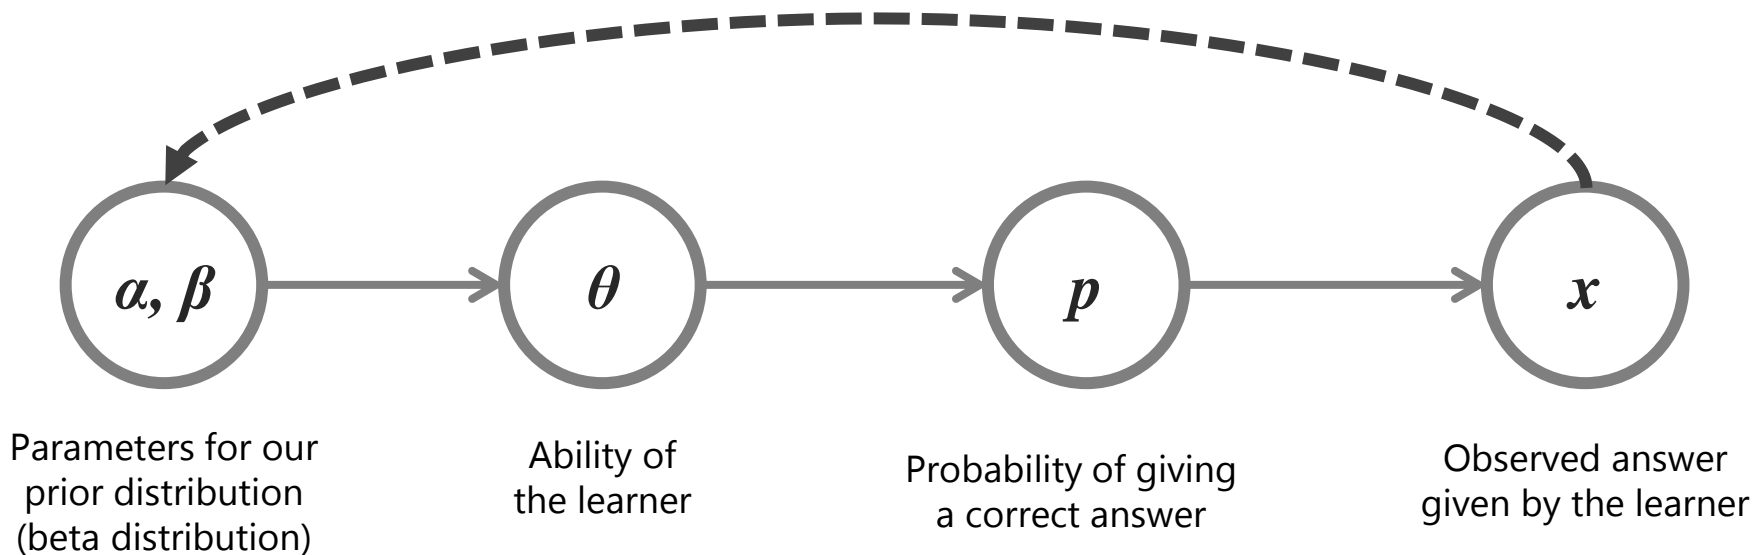 α, β
θ
p
x
Parameters for our
prior distribution
(beta distribution)
Ability of
the learner
Probability of giving
a correct answer
Observed answer
given by the learner